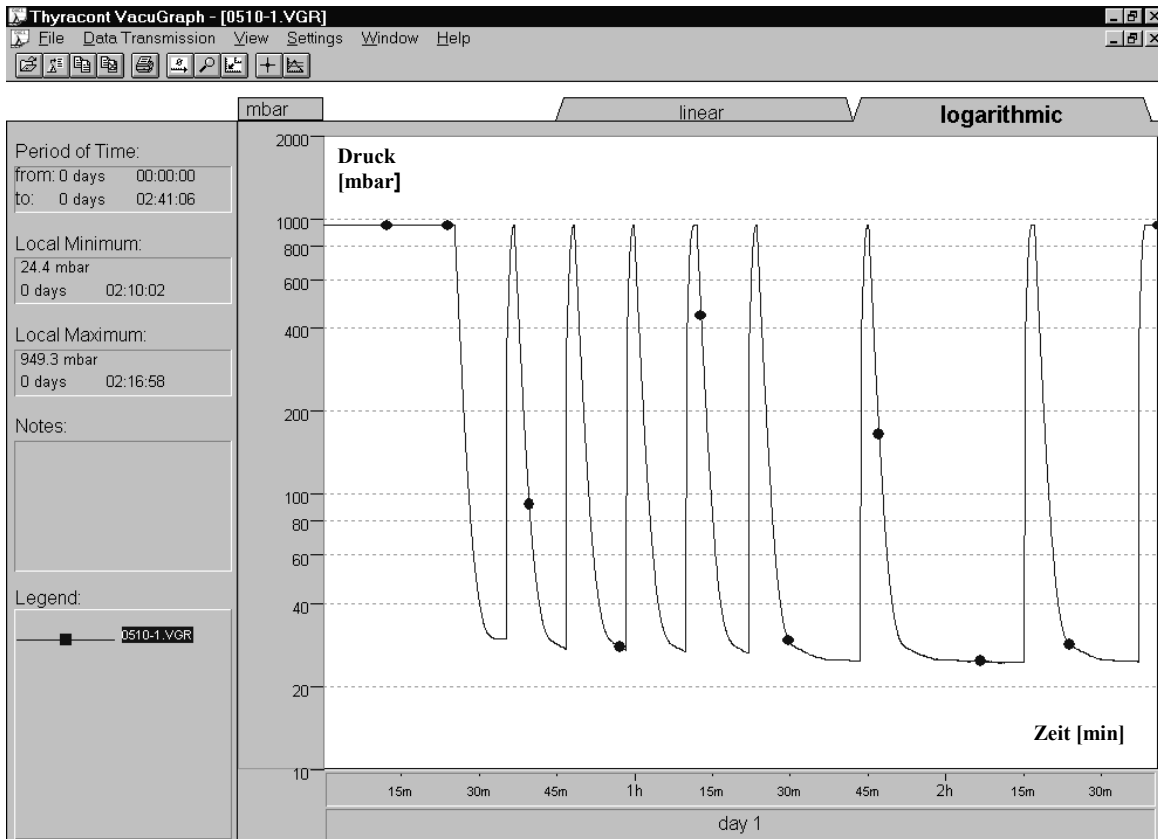 Thyracont VacuGraph - [0510-1.VGR]
File Data Transmission View Settings Window Help
mbar linear logarithmic
Period of Time:
from: 0 days 00:00:00
to: 0 days 02:41:06
Local Minimum:
24.4 mbar
0 days 02:10:02
Local Maximum:
949.3 mbar
0 days 02:16:58
Notes:
Legend:
0510-1.VGR
2000
1000
800
600
400
200
100
80
60
40
20
10
Druck
[mbar]
Zeit [min]
15m 30m 45m 1h 15m 30m 45m 2h 15m 30m
day 1